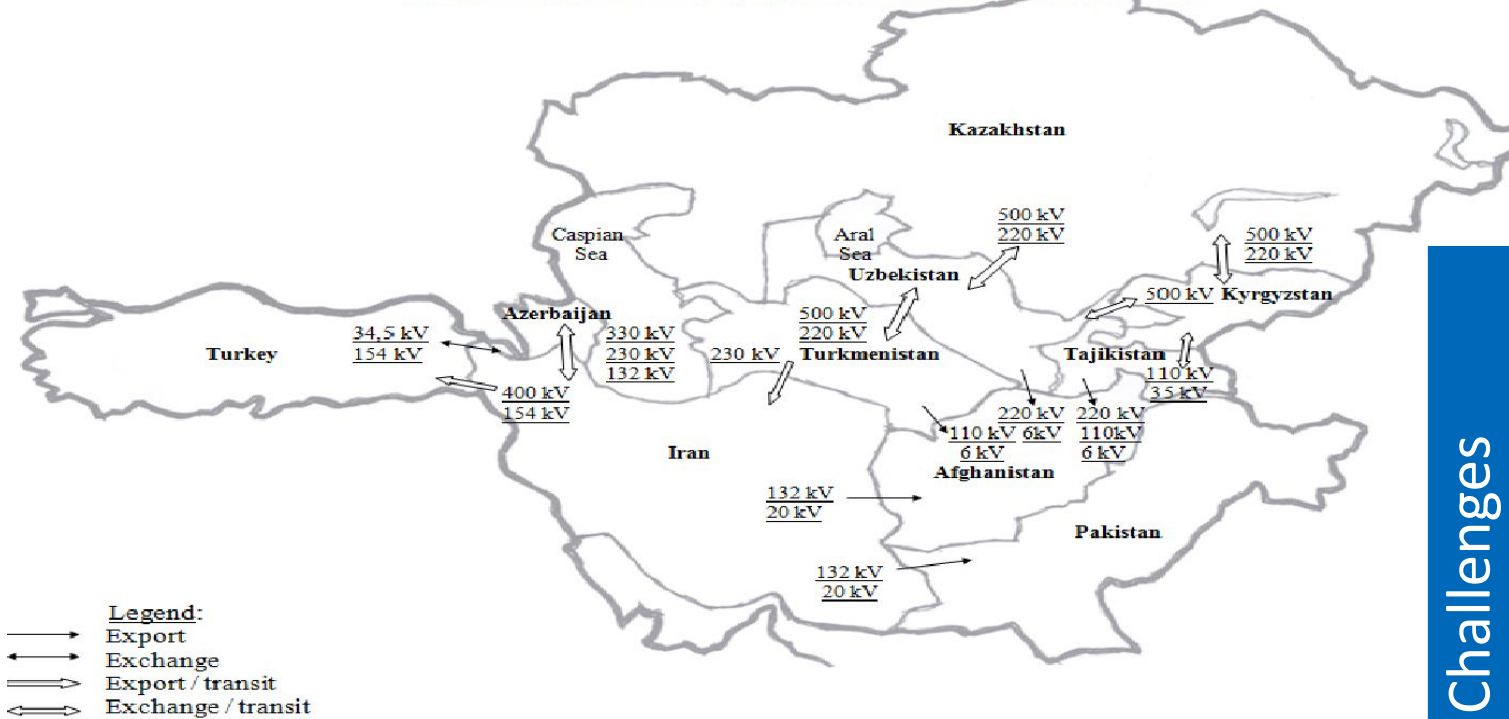 Kazakhstan
500 kV
220 kV
Caspian
Sea
Aral
Sea
Uzbekistan
500 kV
220 kV
500 kV
Kyrgyzstan
Azerbaijan
34,5 kV
154 kV
Turkey
330 kV
230 kV
132 kV
230 kV
500 kV
220 kV
Turkmenistan
Tajikistan
110 kV
35 kV
400 kV
154 kV
220 kV
6kV
110 kV
6 kV
220 kV
110kV
6 kV
Iran
Afghanistan
132 kV
20 kV
Pakistan
132 kV
20 kV
Legend:
Export
Exchange
Export / transit
Exchange / transit
Challenges